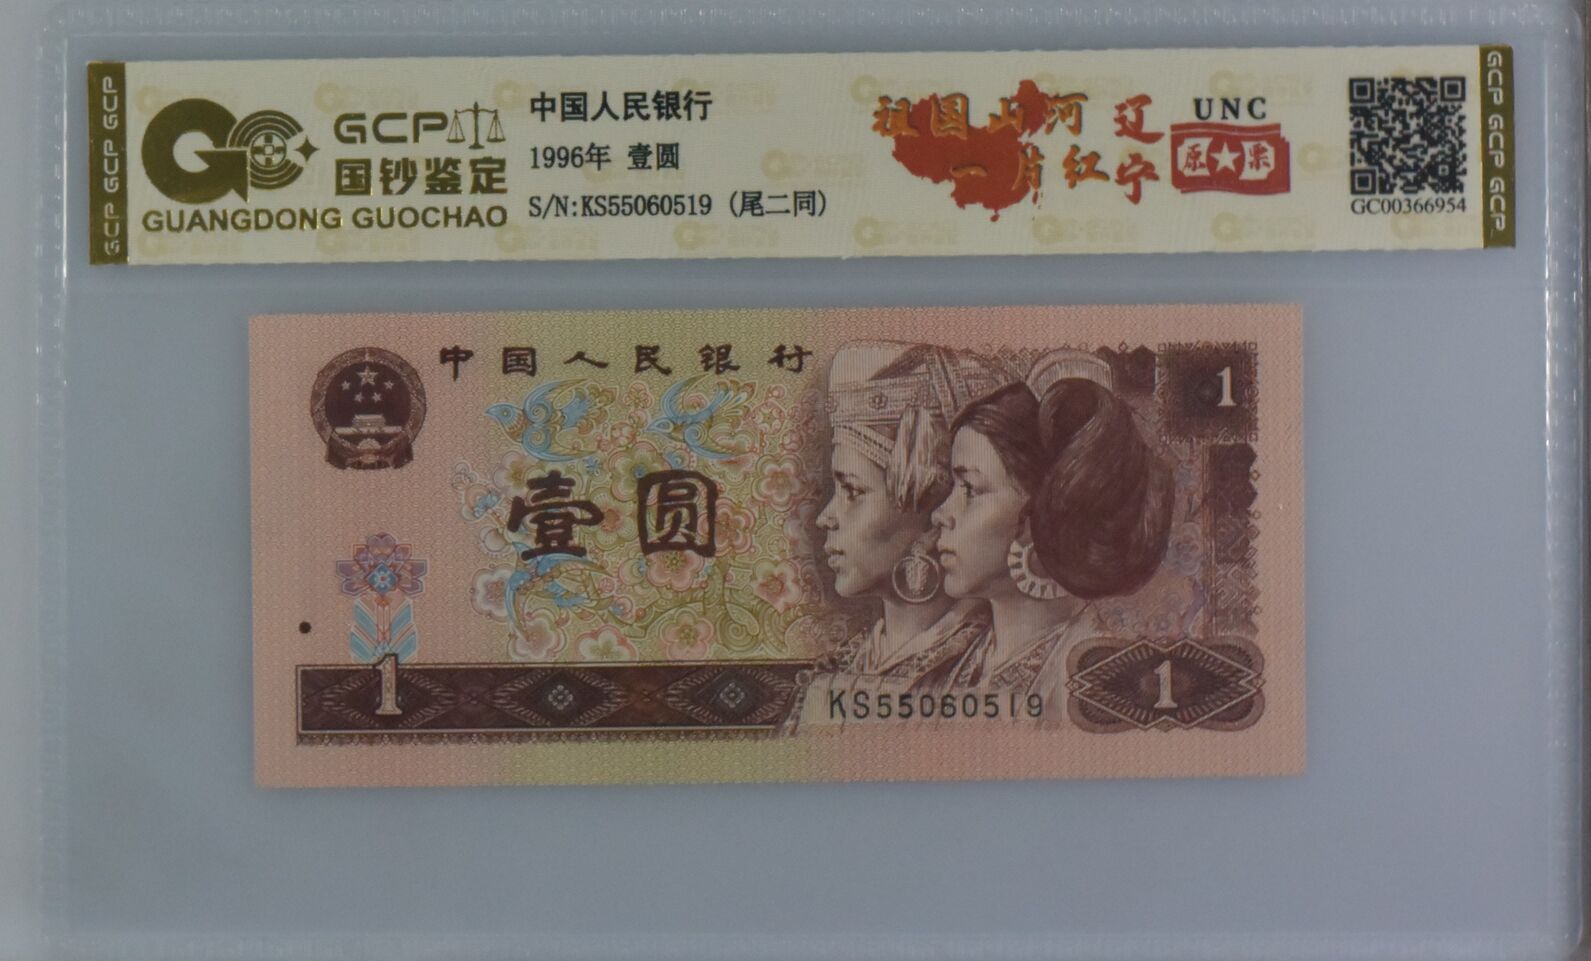 GCP GCP GCP
GCP
国钞鉴定
GUANGDONG GUOCHAO
中国人民银行
1996年 壹圆
S/N:KS55060519 (尾二同)
祖国山河
一片红
辽宁
UNC
原★票
GC00366954
GCP GCP GCP
中国人民银行
1
壹圆
1
KS55060519
1